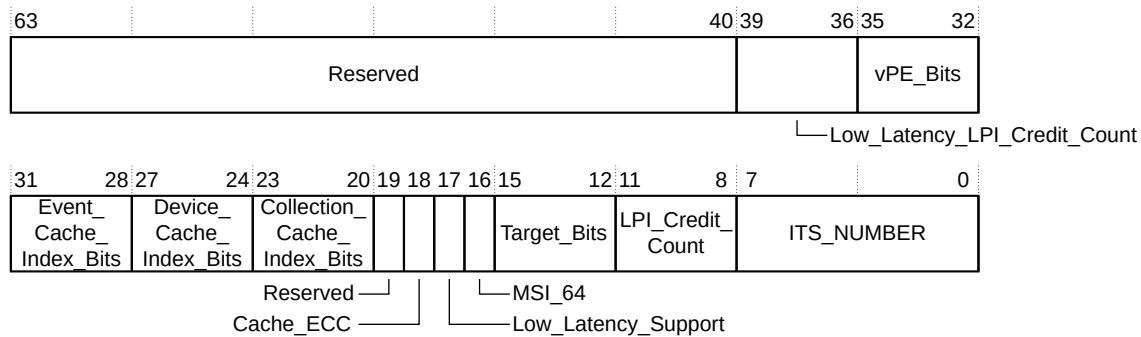 63 40 39 36 35 32
Reserved vPE_Bits
Low_Latency_LPI_Credit_Count
31 28 27 24 23 20 19 18 17 16 15 12 11 8 7 0
Event_
Cache_
Index_Bits
Device_
Cache_
Index_Bits
Collection_
Cache_
Index_Bits
Target_Bits
LPI_Credit_
Count
ITS_NUMBER
Reserved MSI_64
Cache_ECC Low_Latency_Support